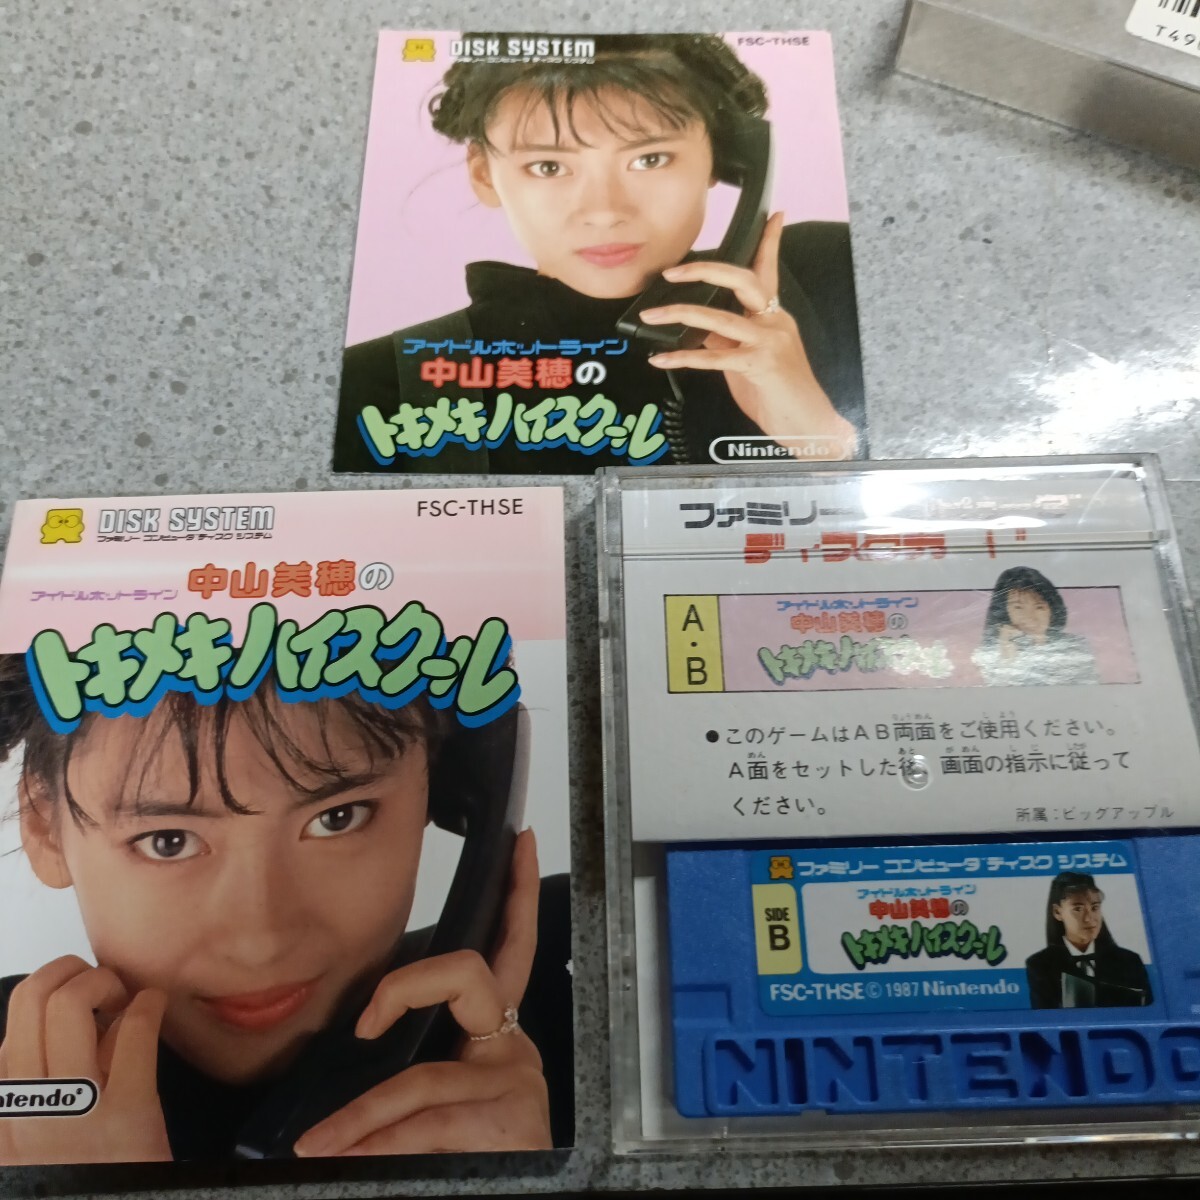 DISK SYSTEM
ファミリー コンピュータ ディスク システム
FSC-THSE
アイドルホットライン
中山美穂の
トキメキハイスクール
Nintendo
T49
DISK SYSTEM
ファミリー コンピュータ ディスク システム
FSC-THSE
アイドルホットライン
中山美穂の
トキメキハイスクール
ntendo®
ファミリー
ディスクカード
A・B
アイドルホットライン
中山美穂の
トキメキハイスクール
●このゲームはAB両面をご使用ください。
A面をセットした後、画面の指示に従って
ください。
所属:ビッグアップル
ファミリー コンピュータ ディスク システム
SIDE
B
アイドルホットライン
中山美穂の
トキメキハイスクール
FSC-THSE © 1987 Nintendo
NINTENDO